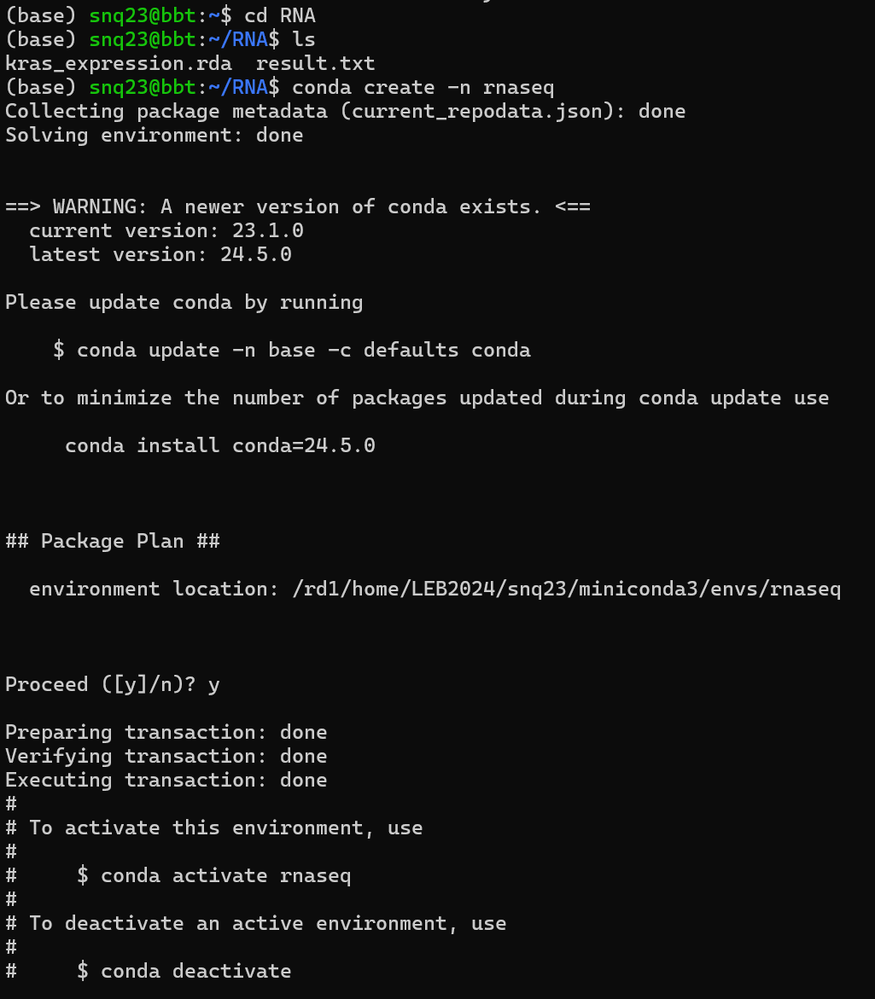 (base) snq23@bbt:~$ cd RNA
(base) snq23@bbt:~/RNA$ ls
kras_expression.rda  result.txt
(base) snq23@bbt:~/RNA$ conda create -n rnaseq
Collecting package metadata (current_repodata.json): done
Solving environment: done
==> WARNING: A newer version of conda exists. <==
  current version: 23.1.0
  latest version: 24.5.0
Please update conda by running
    $ conda update -n base -c defaults conda
Or to minimize the number of packages updated during conda update use
     conda install conda=24.5.0
## Package Plan ##
  environment location: /rd1/home/LEB2024/snq23/miniconda3/envs/rnaseq
Proceed ([y]/n)? y
Preparing transaction: done
Verifying transaction: done
Executing transaction: done
#
# To activate this environment, use
#
#     $ conda activate rnaseq
#
# To deactivate an active environment, use
#
#     $ conda deactivate